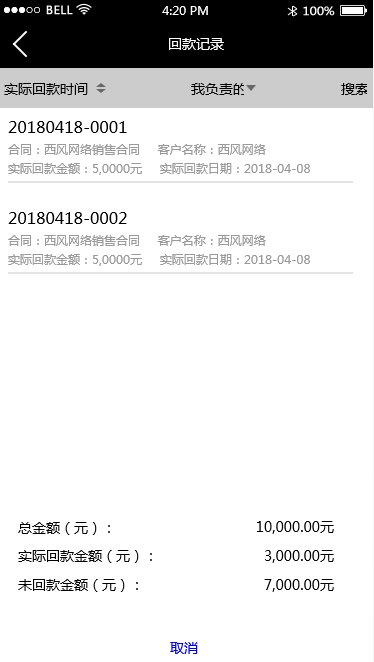 BELL 4:20 PM 100%
回款记录
实际回款时间 我负责的 搜索
20180418-0001
合同：西风网络销售合同 客户名称：西风网络
实际回款金额：5,0000元 实际回款日期：2018-04-08
20180418-0002
合同：西风网络销售合同 客户名称：西风网络
实际回款金额：5,0000元 实际回款日期：2018-04-08
总金额（元）： 10,000.00元
实际回款金额（元）： 3,000.00元
未回款金额（元）： 7,000.00元
取消